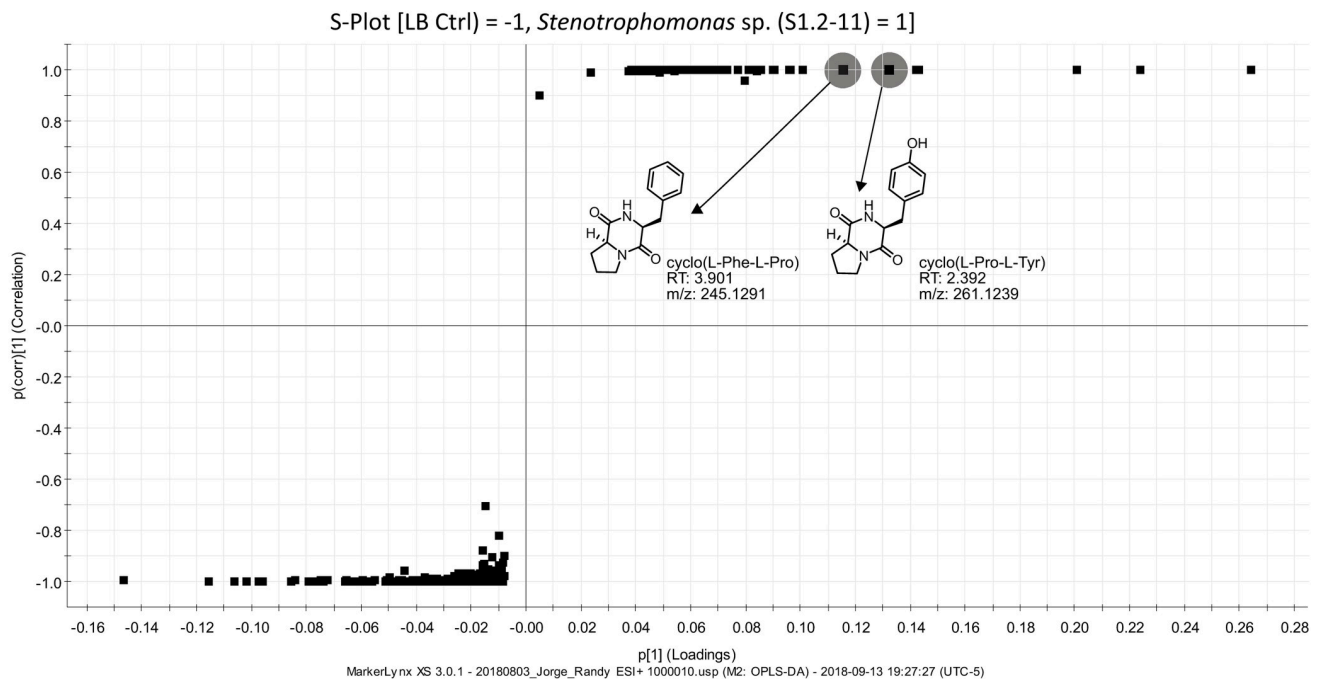 S-Plot [LB Ctrl) = -1, Stenotrophomonas sp. (S1.2-11) = 1]
1.0
0.8
0.6
0.4
0.2
-0.0
-0.2
-0.4
-0.6
-0.8
-1.0
p(corr)[1] (Correlation)
OH
O
H
N
H
N
O
cyclo(L-Phe-L-Pro)
RT: 3.901
m/z: 245.1291
O
H
N
H
N
O
cyclo(L-Pro-L-Tyr)
RT: 2.392
m/z: 261.1239
-0.16 -0.14 -0.12 -0.10 -0.08 -0.06 -0.04 -0.02 -0.00 0.02 0.04 0.06 0.08 0.10 0.12 0.14 0.16 0.18 0.20 0.22 0.24 0.26 0.28
p[1] (Loadings)
MarkerLynx XS 3.0.1 - 20180803_Jorge_Randy ESI+ 1000010.usp (M2: OPLS-DA) - 2018-09-13 19:27:27 (UTC-5)